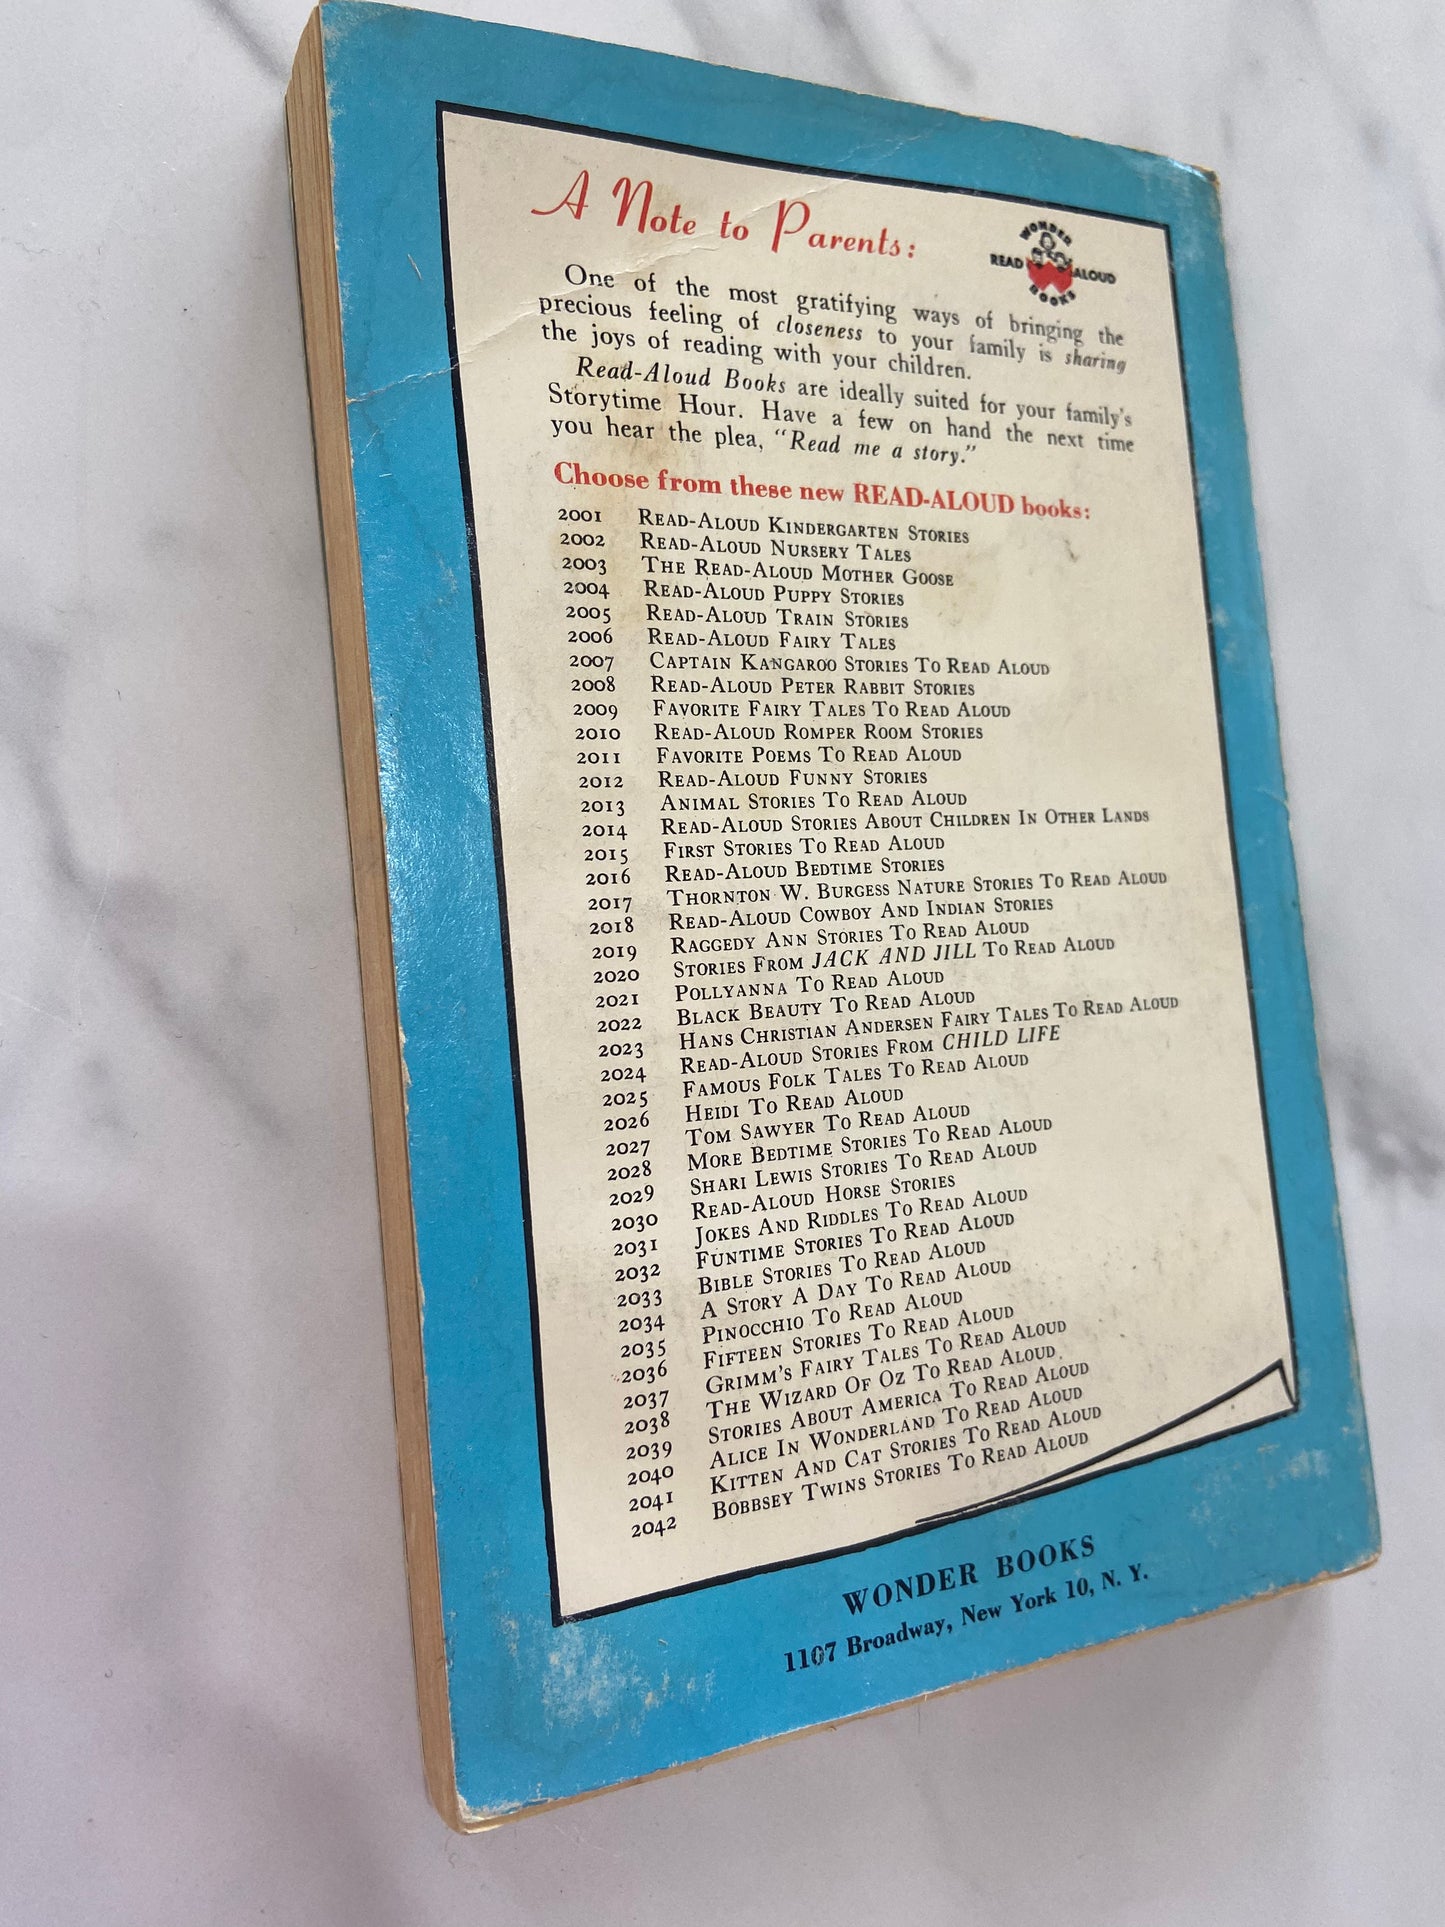 A Note to Parents:
WONDER
READ ALOUD
BOOKS
One of the most gratifying ways of bringing the
precious feeling of closeness to your family is sharing
the joys of reading with your children.
Read-Aloud Books are ideally suited for your family's
Storytime Hour. Have a few on hand the next time
you hear the plea, "Read me a story."
Choose from these new READ-ALOUD books:
2001 READ-ALOUD KINDERGARTEN STORIES
2002 READ-ALOUD NURSERY TALES
2003 THE READ-ALOUD MOTHER GOOSE
2004 READ-ALOUD PUPPY STORIES
2005 READ-ALOUD TRAIN STORIES
2006 READ-ALOUD FAIRY TALES
2007 CAPTAIN KANGAROO STORIES TO READ ALOUD
2008 READ-ALOUD PETER RABBIT STORIES
2009 FAVORITE FAIRY TALES TO READ ALOUD
2010 READ-ALOUD ROMPER ROOM STORIES
2011 FAVORITE POEMS TO READ ALOUD
2012 READ-ALOUD FUNNY STORIES
2013 ANIMAL STORIES TO READ ALOUD
2014 READ-ALOUD STORIES ABOUT CHILDREN IN OTHER LANDS
2015 FIRST STORIES TO READ ALOUD
2016 READ-ALOUD BEDTIME STORIES
2017 THORNTON W. BURGESS NATURE STORIES TO READ ALOUD
2018 READ-ALOUD COWBOY AND INDIAN STORIES
2019 RAGGEDY ANN STORIES TO READ ALOUD
2020 STORIES FROM JACK AND JILL TO READ ALOUD
2021 POLLYANNA TO READ ALOUD
2022 BLACK BEAUTY TO READ ALOUD
2023 HANS CHRISTIAN ANDERSEN FAIRY TALES TO READ ALOUD
2024 READ-ALOUD STORIES FROM CHILD LIFE
2025 FAMOUS FOLK TALES TO READ ALOUD
2026 HEIDI TO READ ALOUD
2027 TOM SAWYER TO READ ALOUD
2028 MORE BEDTIME STORIES TO READ ALOUD
2029 SHARI LEWIS STORIES TO READ ALOUD
2030 READ-ALOUD HORSE STORIES
2031 JOKES AND RIDDLES TO READ ALOUD
2032 FUNTIME STORIES TO READ ALOUD
2033 BIBLE STORIES TO READ ALOUD
2034 A STORY A DAY TO READ ALOUD
2035 PINOCCHIO TO READ ALOUD
2036 FIFTEEN STORIES TO READ ALOUD
2037 GRIMM'S FAIRY TALES TO READ ALOUD
2038 THE WIZARD OF OZ TO READ ALOUD
2039 STORIES ABOUT AMERICA TO READ ALOUD
2040 ALICE IN WONDERLAND TO READ ALOUD
2041 KITTEN AND CAT STORIES TO READ ALOUD
2042 BOBBSEY TWINS STORIES TO READ ALOUD
WONDER BOOKS
1107 Broadway, New York 10, N. Y.